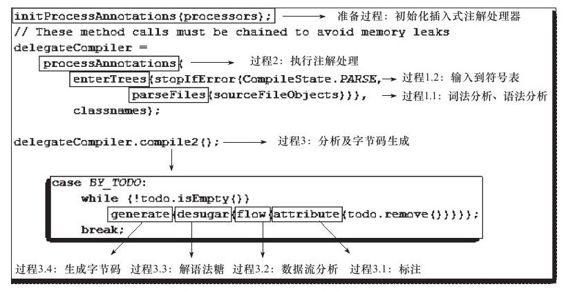 initProcessAnnotations(processors); 准备过程：初始化插入式注解处理器
// These method calls must be chained to avoid memory leaks
delegateCompiler =
processAnnotations( 过程2：执行注解处理
enterTrees(stopIfError(CompileState.PARSE, 过程1.2：输入到符号表
parseFiles(sourceFileObjects))), 过程1.1：词法分析、语法分析
classnames);
delegateCompiler.compile2(); 过程3：分析及字节码生成
case BY_TODO:
while (!todo.isEmpty())
generate(desugar(flow(attribute(todo.remove()))));
break;
过程3.4：生成字节码 过程3.3：解语法糖 过程3.2：数据流分析 过程3.1：标注